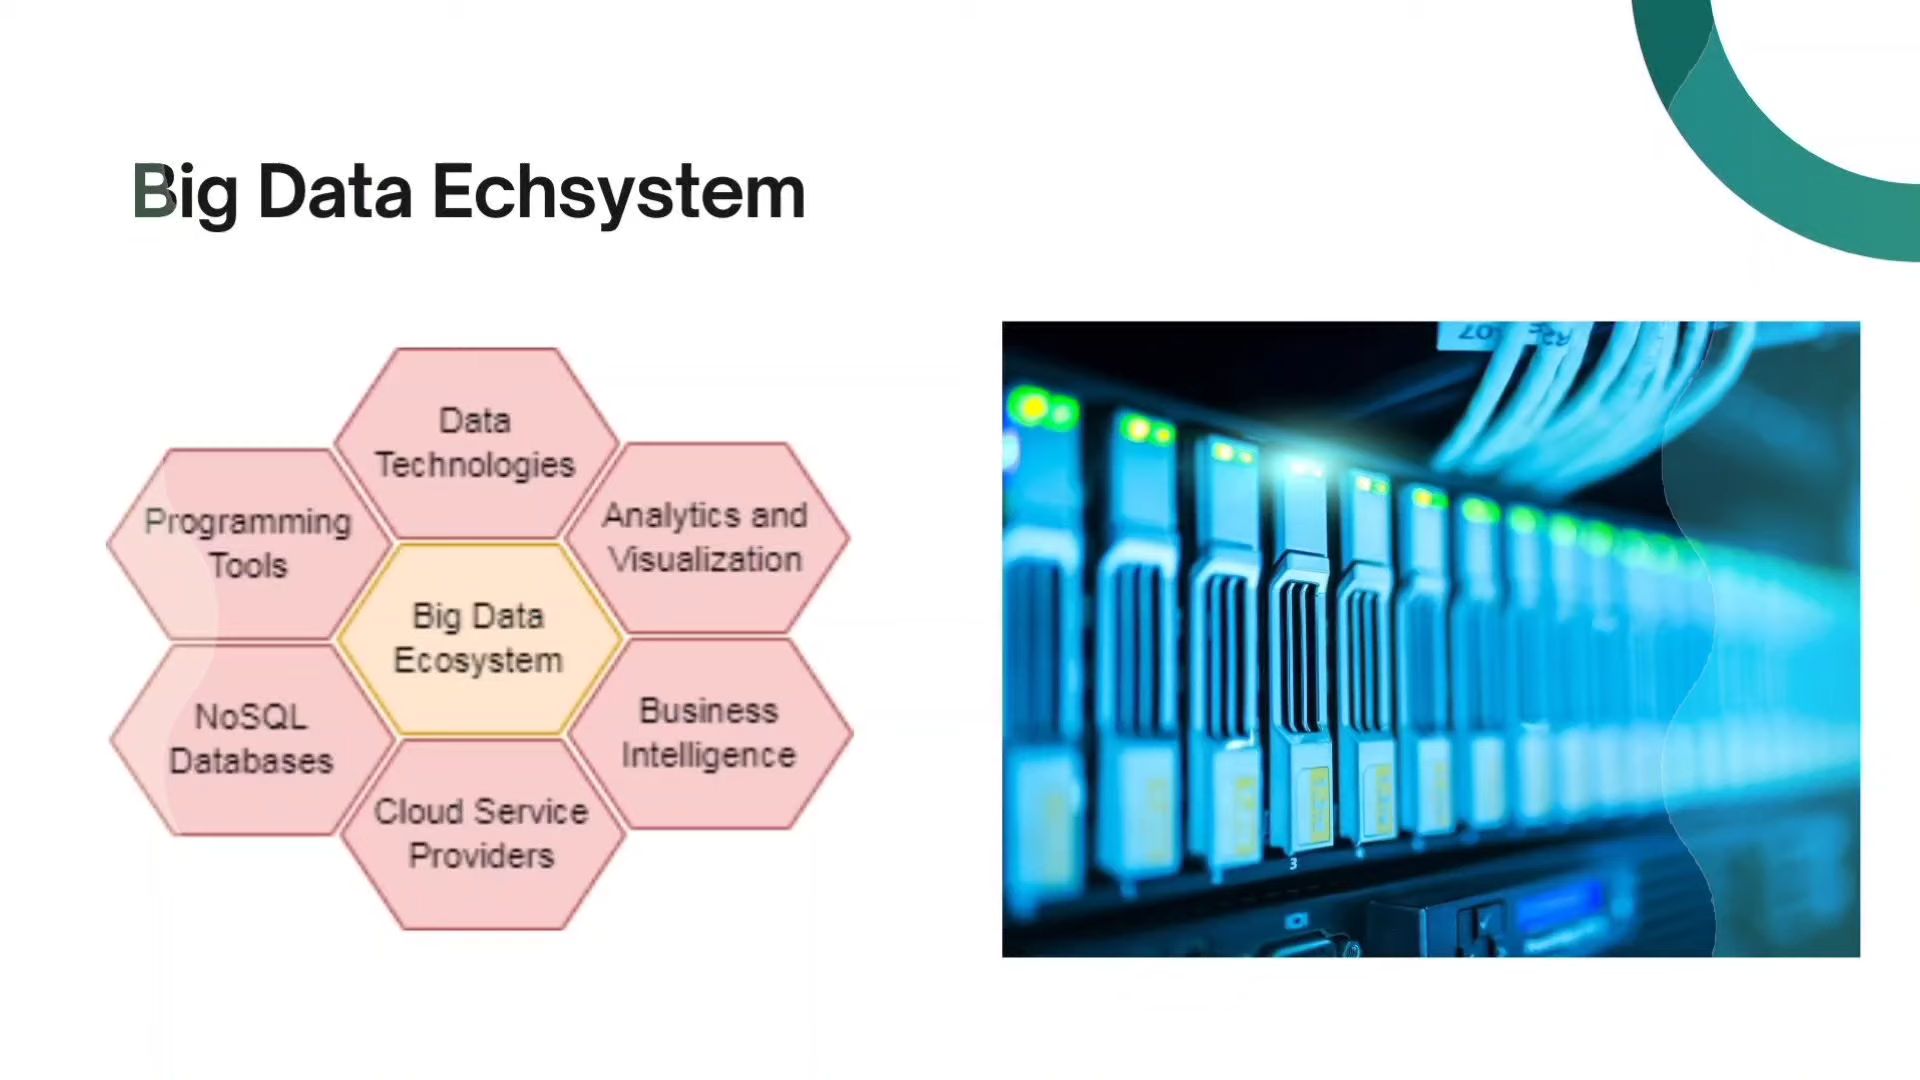 Big Data Echsystem
Data
Technologies
Programming
Tools
Analytics and
Visualization
Big Data
Ecosystem
NoSQL
Databases
Business
Intelligence
Cloud Service
Providers
3